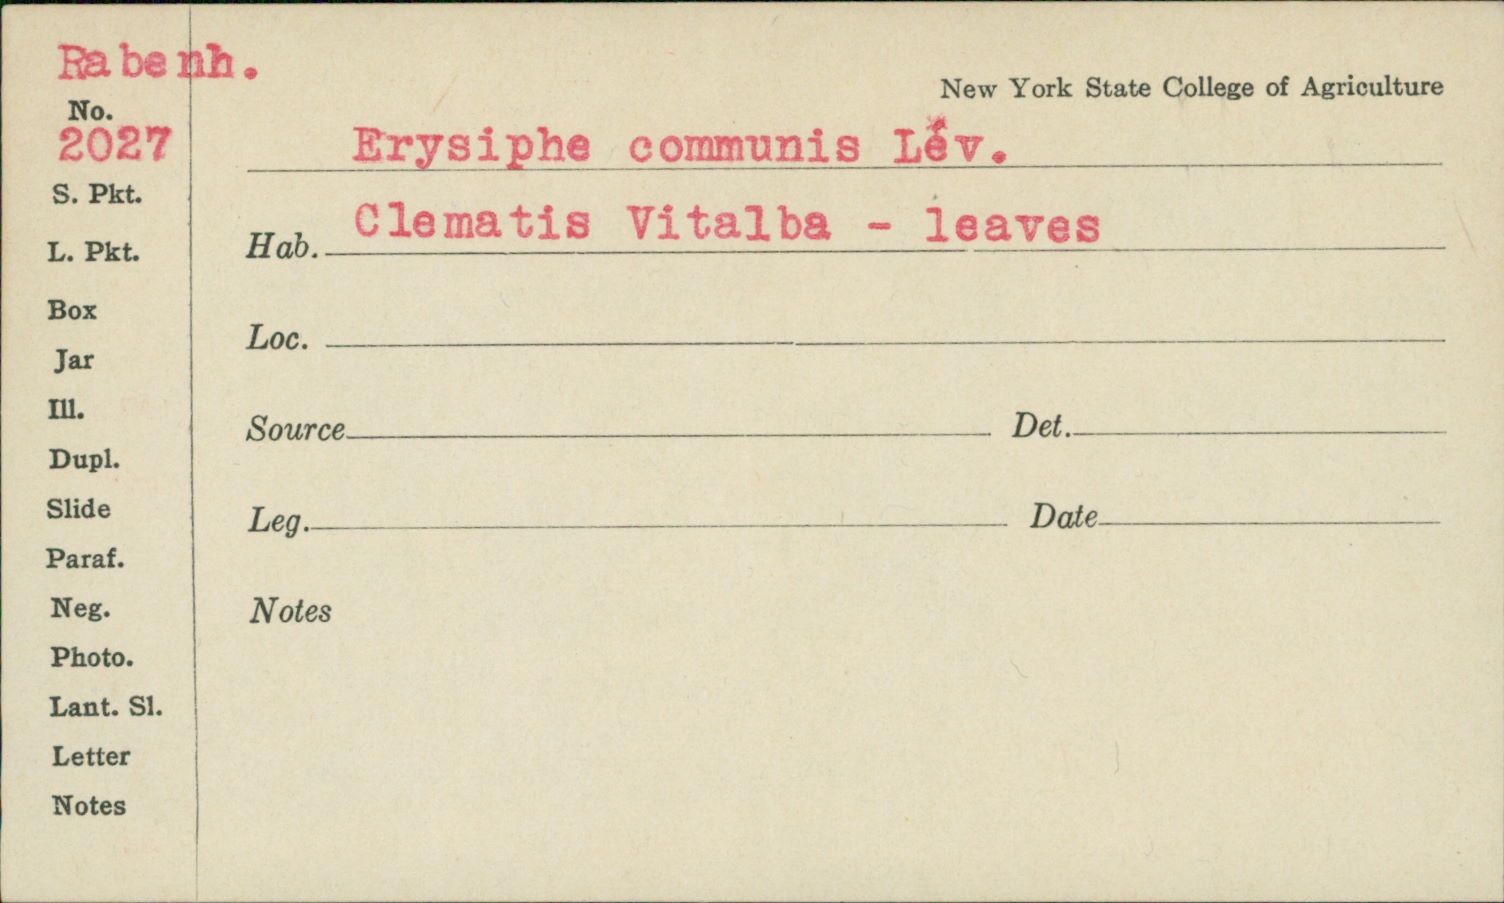 Rabenh.
New York State College of Agriculture
No.
2027
Erysiphe communis Lév.
S. Pkt.
Hab. Clematis Vitalba - leaves
L. Pkt.
Box
Loc.
Jar
Ill.
Source Det.
Dupl.
Slide
Leg. Date
Paraf.
Neg.
Notes
Photo.
Lant. Sl.
Letter
Notes